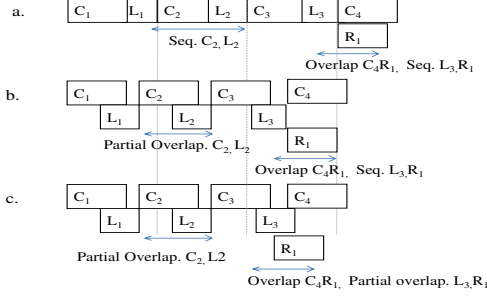 a. C1 L1 C2 L2 C3 L3 C4
R1
Seq. C2, L2
Overlap C4R1, Seq. L3,R1
b. C1 C2 C3 C4
L1 L2 L3
R1
Partial Overlap. C2, L2
Overlap C4R1, Seq. L3,R1
c. C1 C2 C3 C4
L1 L2 L3
R1
Partial Overlap. C2, L2
Overlap C4R1, Partial overlap. L3,R1